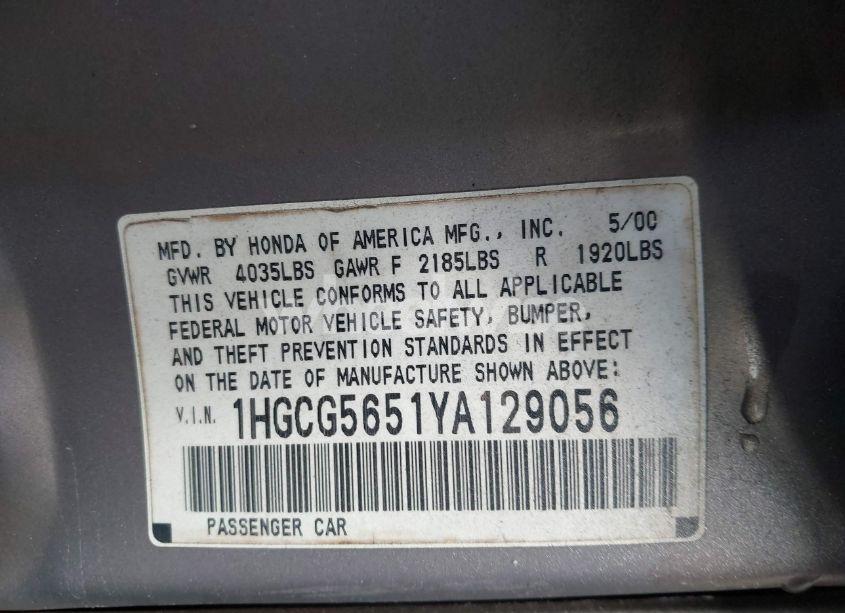 MFD. BY HONDA OF AMERICA MFG., INC. 5/00
GVWR 4035LBS GAWR F 2185LBS R 1920LBS
THIS VEHICLE CONFORMS TO ALL APPLICABLE
FEDERAL MOTOR VEHICLE SAFETY, BUMPER,
AND THEFT PREVENTION STANDARDS IN EFFECT
ON THE DATE OF MANUFACTURE SHOWN ABOVE:
V.I.N. 1HGCG5651YA129056
PASSENGER CAR